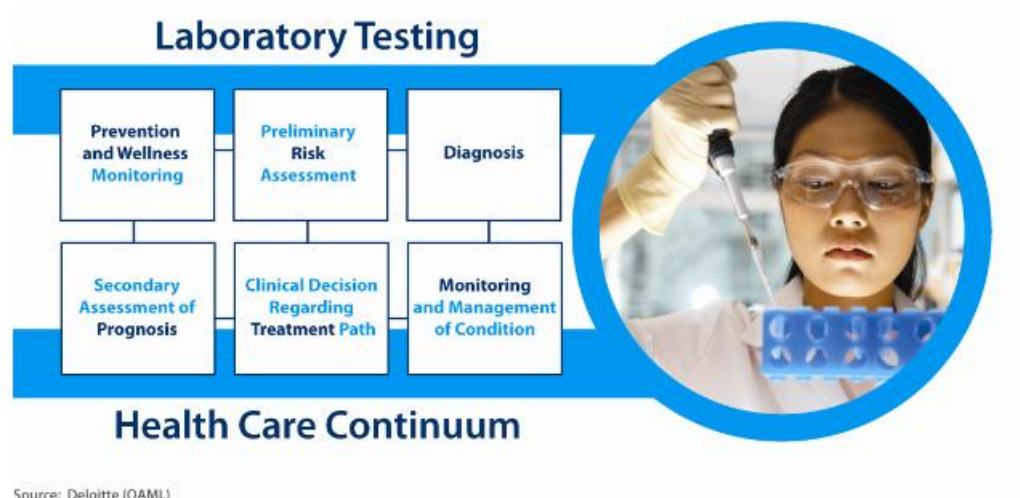 Laboratory Testing
Prevention
and Wellness
Monitoring
Preliminary
Risk
Assessment
Diagnosis
Secondary
Assessment of
Prognosis
Clinical Decision
Regarding
Treatment Path
Monitoring
and Management
of Condition
Health Care Continuum
Source: Deloitte (OAML)